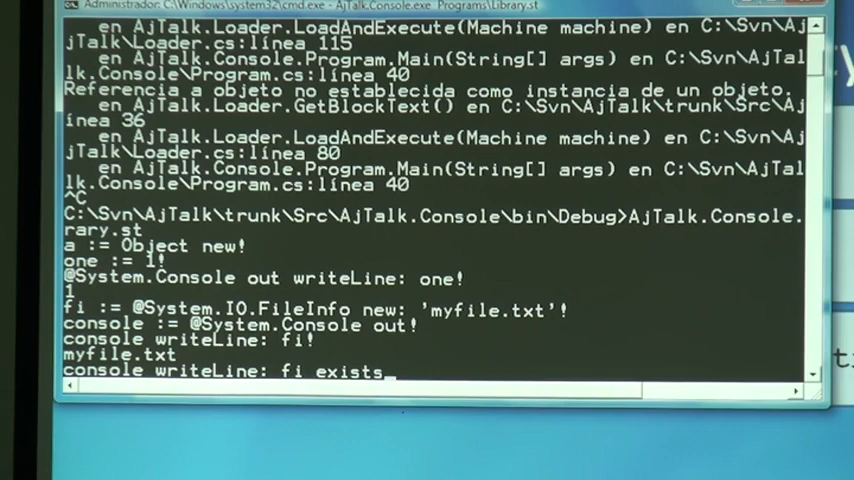 Administrador: C:\Windows\system32\cmd.exe - AjTalk.Console.exe Programs\Library.st
en AjTalk.Loader.LoadAndExecute(Machine machine) en C:\Svn\Aj
jTalk\Loader.cs:línea 115
en AjTalk.Console.Program.Main(String[] args) en C:\Svn\AjTal
lk.Console\Program.cs:línea 40
Referencia a objeto no establecida como instancia de un objeto.
en AjTalk.Loader.GetBlockText() en C:\Svn\AjTalk\trunk\Src\Aj
ínea 36
en AjTalk.Loader.LoadAndExecute(Machine machine) en C:\Svn\Aj
jTalk\Loader.cs:línea 80
en AjTalk.Console.Program.Main(String[] args) en C:\Svn\AjTal
lk.Console\Program.cs:línea 40
^C
C:\Svn\AjTalk\trunk\Src\AjTalk.Console\bin\Debug>AjTalk.Console.
rary.st
a := Object new!
one := 1!
@System.Console out writeLine: one!
1
fi := @System.IO.FileInfo new: 'myfile.txt'!
console := @System.Console out!
console writeLine: fi!
myfile.txt
console writeLine: fi exists_